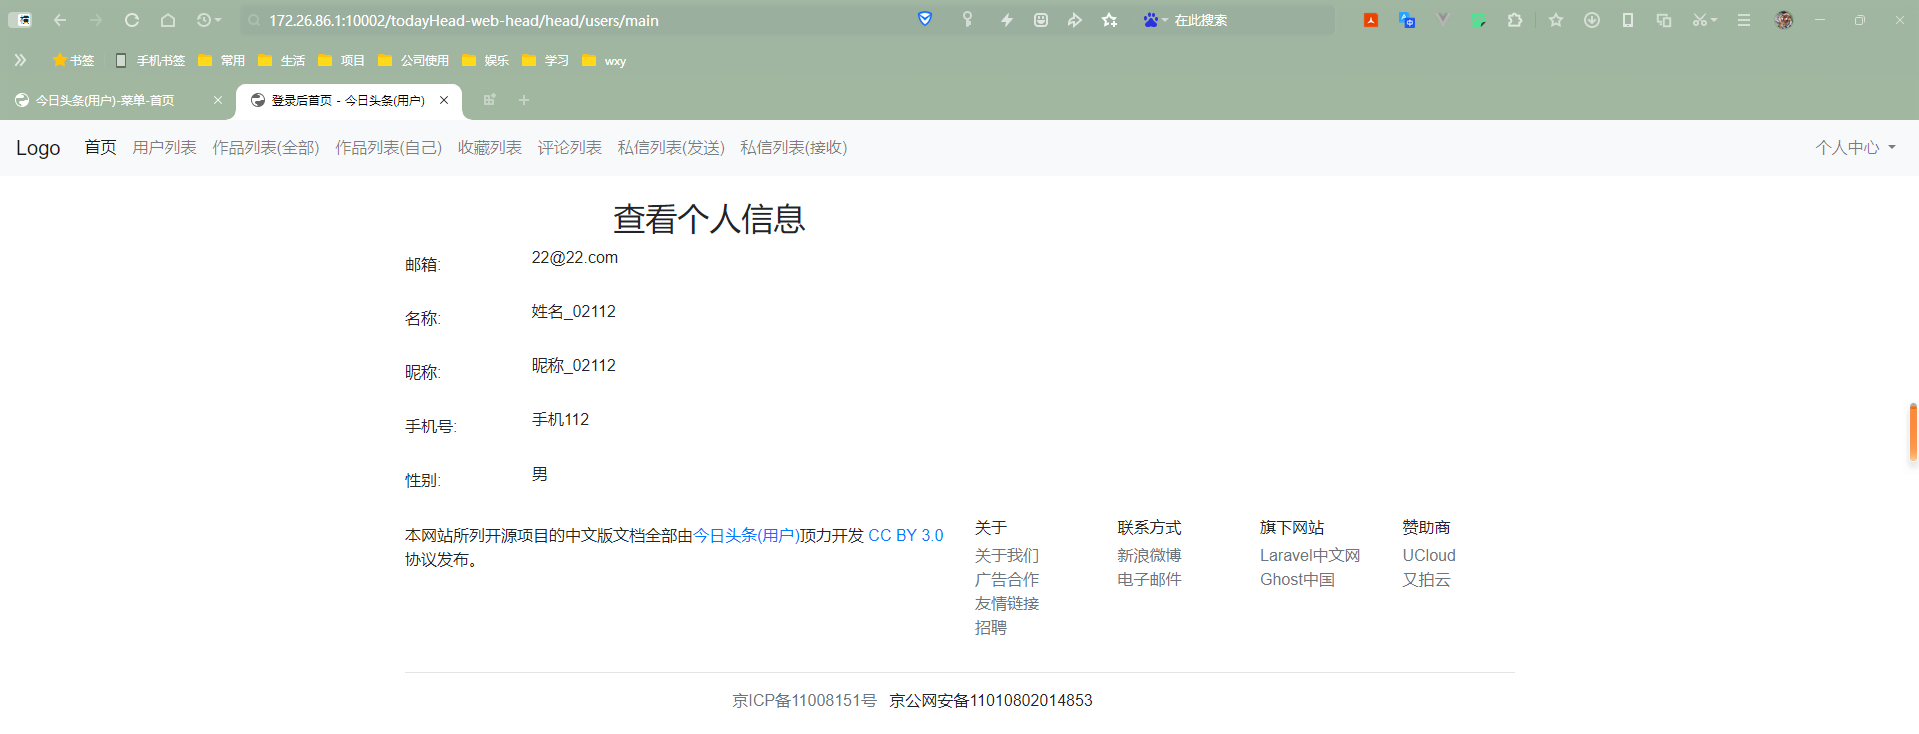 172.26.86.1:10002/todayHead-web-head/head/users/main
在此搜索
书签 手机书签 常用 生活 项目 公司使用 娱乐 学习 wxy
今日头条(用户)-菜单-首页 登录后首页 - 今日头条(用户)
Logo 首页 用户列表 作品列表(全部) 作品列表(自己) 收藏列表 评论列表 私信列表(发送) 私信列表(接收) 个人中心
查看个人信息
邮箱: 22@22.com
名称: 姓名_02112
昵称: 昵称_02112
手机号: 手机112
性别: 男
本网站所列开源项目的中文版文档全部由今日头条(用户)顶力开发 CC BY 3.0
协议发布。
关于
关于我们
广告合作
友情链接
招聘
联系方式
新浪微博
电子邮件
旗下网站
Laravel中文网
Ghost中国
赞助商
UCloud
又拍云
京ICP备11008151号 京公网安备11010802014853